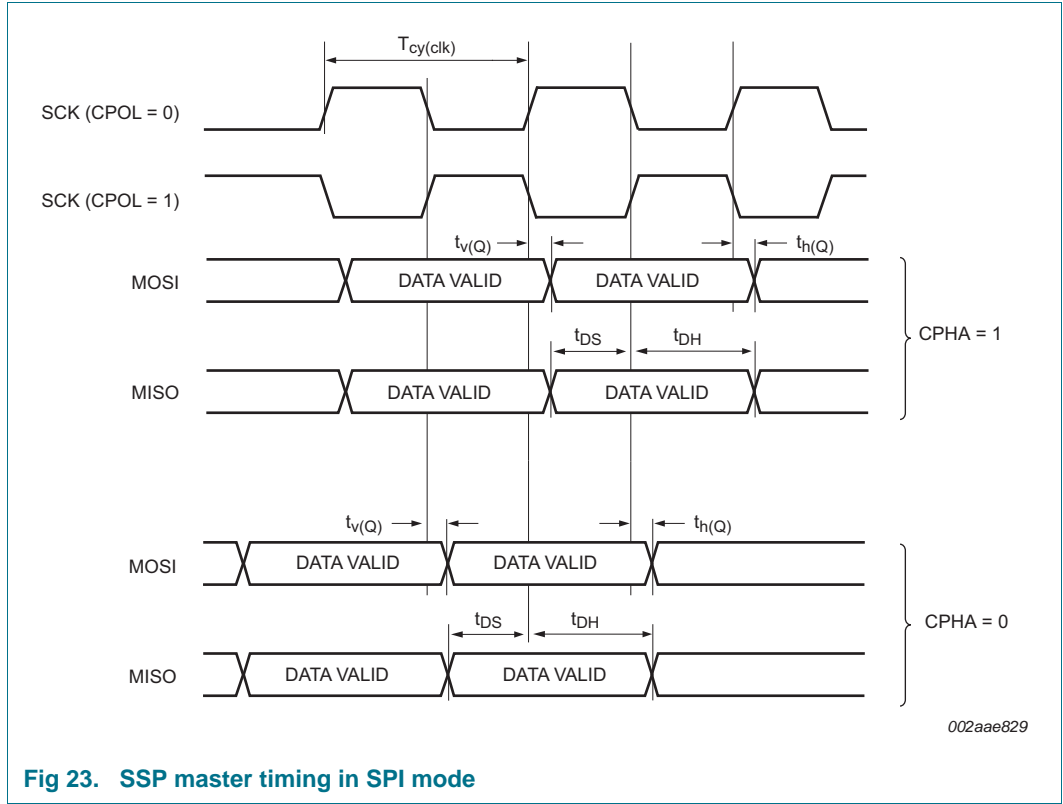 Tcy(clk)
SCK (CPOL = 0)
SCK (CPOL = 1)
tv(Q)
th(Q)
MOSI
DATA VALID
DATA VALID
tDS
tDH
CPHA = 1
MISO
DATA VALID
DATA VALID
tv(Q)
th(Q)
MOSI
DATA VALID
DATA VALID
tDS
tDH
CPHA = 0
MISO
DATA VALID
DATA VALID
002aae829
Fig 23. SSP master timing in SPI mode